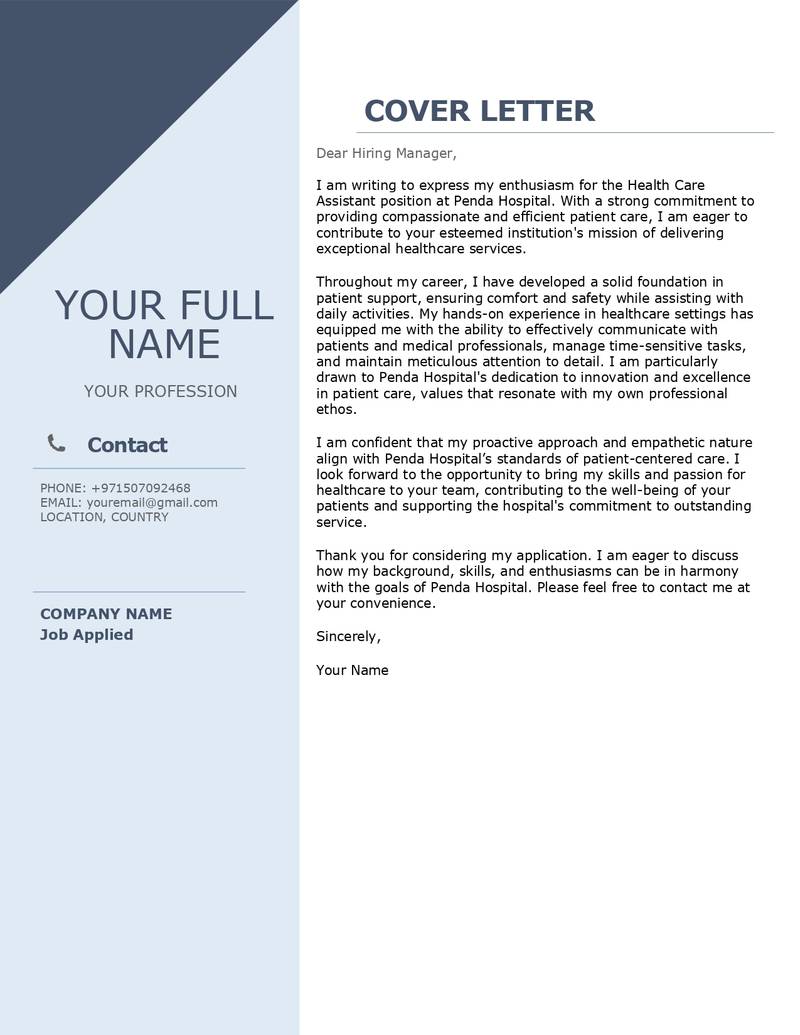 YOUR FULL
NAME
YOUR PROFESSION
Contact
PHONE: +971507092468
EMAIL: youremail@gmail.com
LOCATION, COUNTRY
COMPANY NAME
Job Applied
COVER LETTER
Dear Hiring Manager,
I am writing to express my enthusiasm for the Health Care
Assistant position at Penda Hospital. With a strong commitment to
providing compassionate and efficient patient care, I am eager to
contribute to your esteemed institution's mission of delivering
exceptional healthcare services.
Throughout my career, I have developed a solid foundation in
patient support, ensuring comfort and safety while assisting with
daily activities. My hands-on experience in healthcare settings has
equipped me with the ability to effectively communicate with
patients and medical professionals, manage time-sensitive tasks,
and maintain meticulous attention to detail. I am particularly
drawn to Penda Hospital's dedication to innovation and excellence
in patient care, values that resonate with my own professional
ethos.
I am confident that my proactive approach and empathetic nature
align with Penda Hospital’s standards of patient-centered care. I
look forward to the opportunity to bring my skills and passion for
healthcare to your team, contributing to the well-being of your
patients and supporting the hospital's commitment to outstanding
service.
Thank you for considering my application. I am eager to discuss
how my background, skills, and enthusiasms can be in harmony
with the goals of Penda Hospital. Please feel free to contact me at
your convenience.
Sincerely,
Your Name